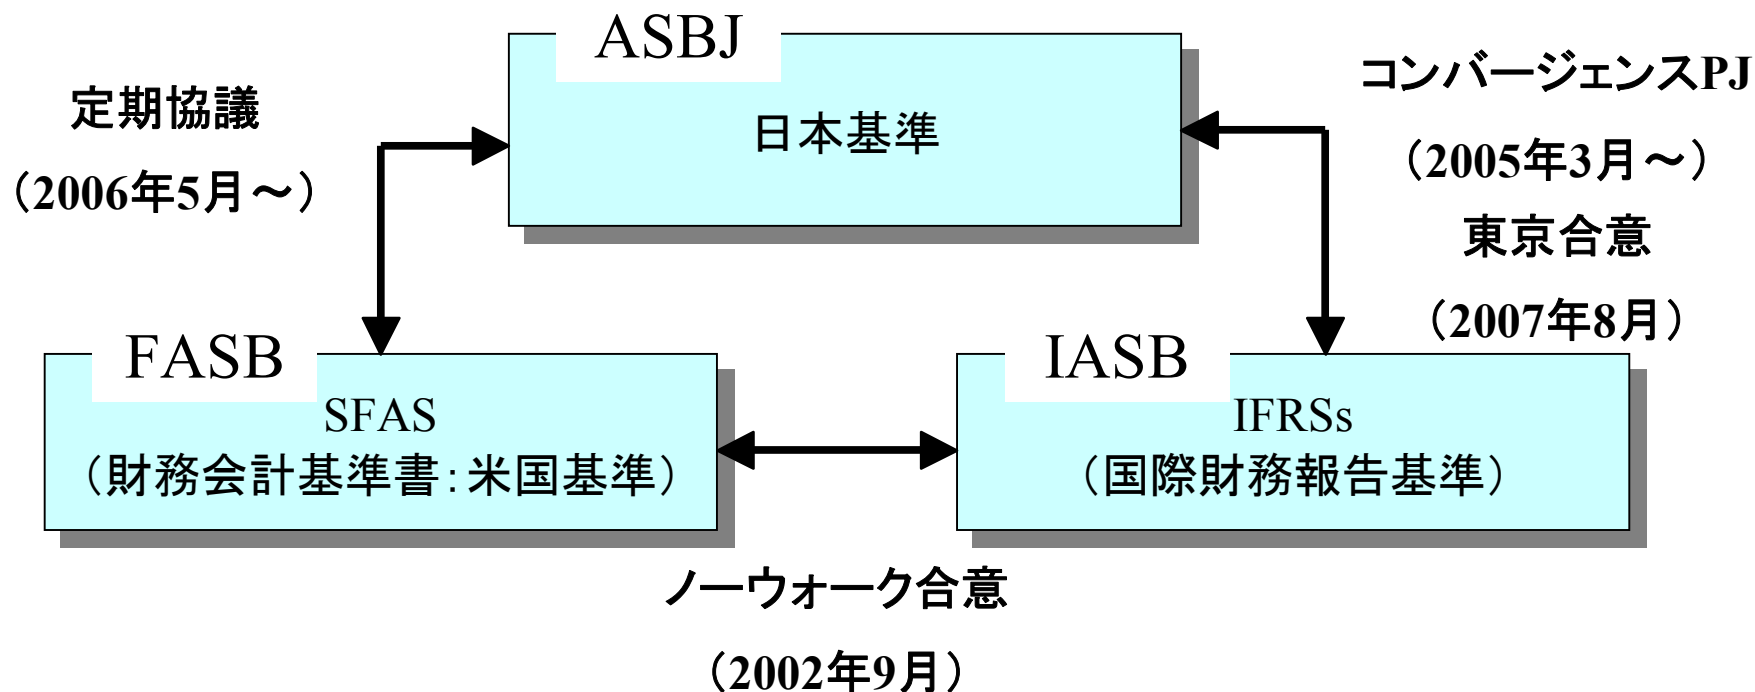 ASBJ
日本基準
定期協議
（2006年5月～）
コンバージェンスPJ
（2005年3月～）
東京合意
（2007年8月）
FASB
SFAS
（財務会計基準書：米国基準）
IASB
IFRSs
（国際財務報告基準）
ノーウォーク合意
（2002年9月）